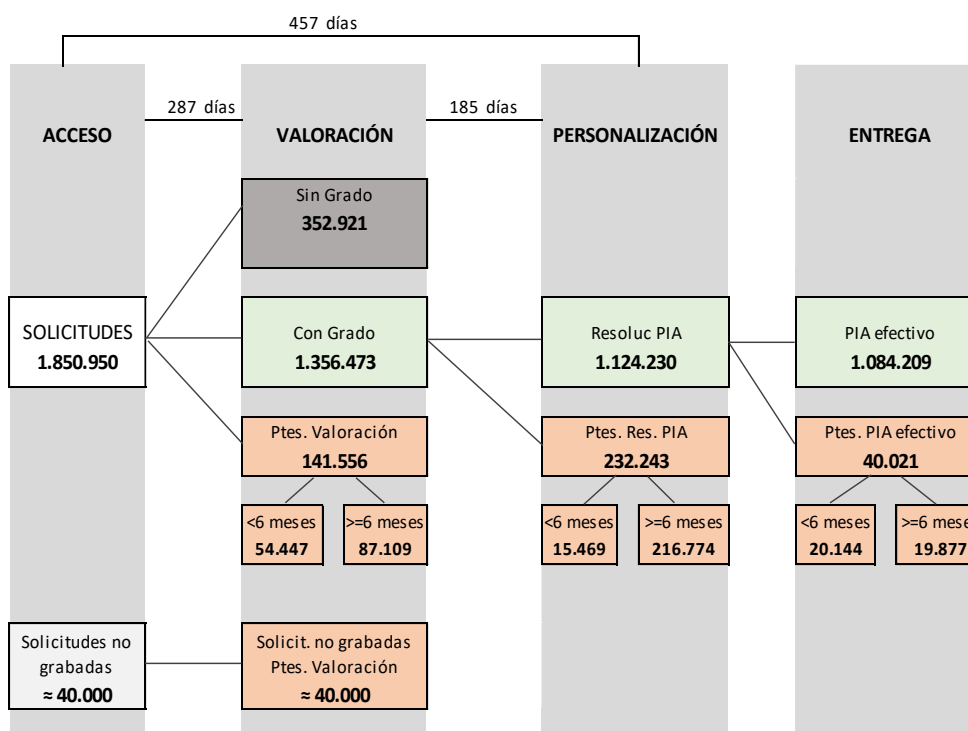 457 días
287 días
185 días
ACCESO
VALORACIÓN
PERSONALIZACIÓN
ENTREGA
Sin Grado
352.921
SOLICITUDES
1.850.950
Con Grado
1.356.473
Resoluc PIA
1.124.230
PIA efectivo
1.084.209
Ptes. Valoración
141.556
Ptes. Res. PIA
232.243
Ptes. PIA efectivo
40.021
<6 meses
54.447
>=6 meses
87.109
<6 meses
15.469
>=6 meses
216.774
<6 meses
20.144
>=6 mese
19.877
Solicitudes no
grabadas
≈ 40.000
Solicit. no grabadas
Ptes. Valoración
≈ 40.000